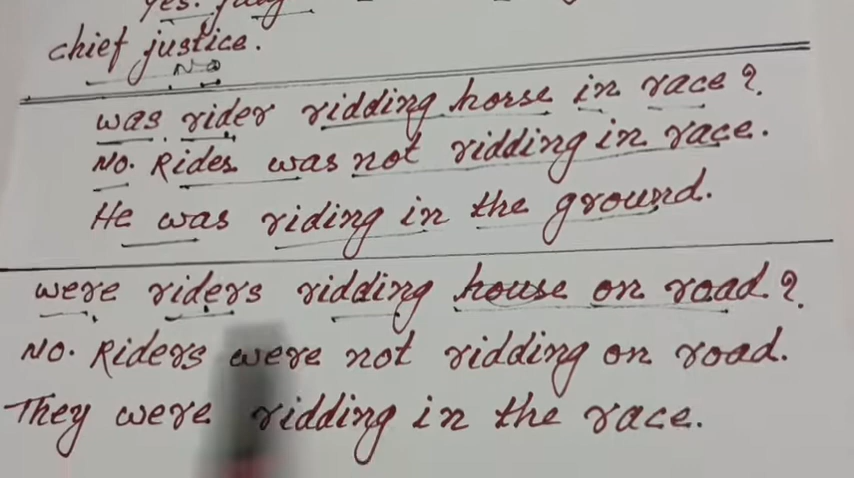 chief justice.
No
was rider ridding horse in race?
No. Rides was not ridding in race.
He was riding in the ground.
were riders ridding house on road?
No. Riders were not ridding on road.
They were ridding in the race.